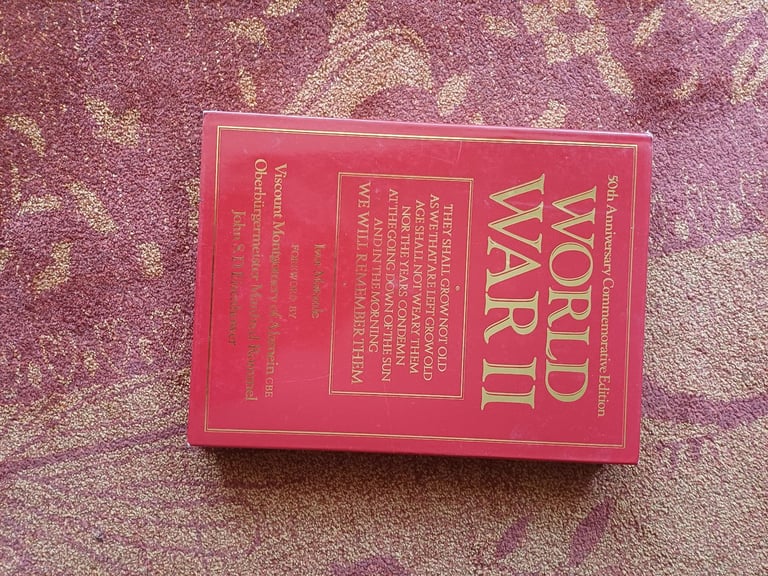 50th Anniversary Commemorative Edition
WORLD
WAR II
THEY SHALL GROW NOT OLD
AS WE THAT ARE LEFT GROW OLD
AGE SHALL NOT WEARY THEM
NOR THE YEARS CONDEMN
AT THE GOING DOWN OF THE SUN
AND IN THE MORNING
WE WILL REMEMBER THEM
Ivor Matanle
FOREWORD BY
Viscount Montgomery of Alamein CBE
Oberbürgermeister Manfred Rommel
John S D Eisenhower